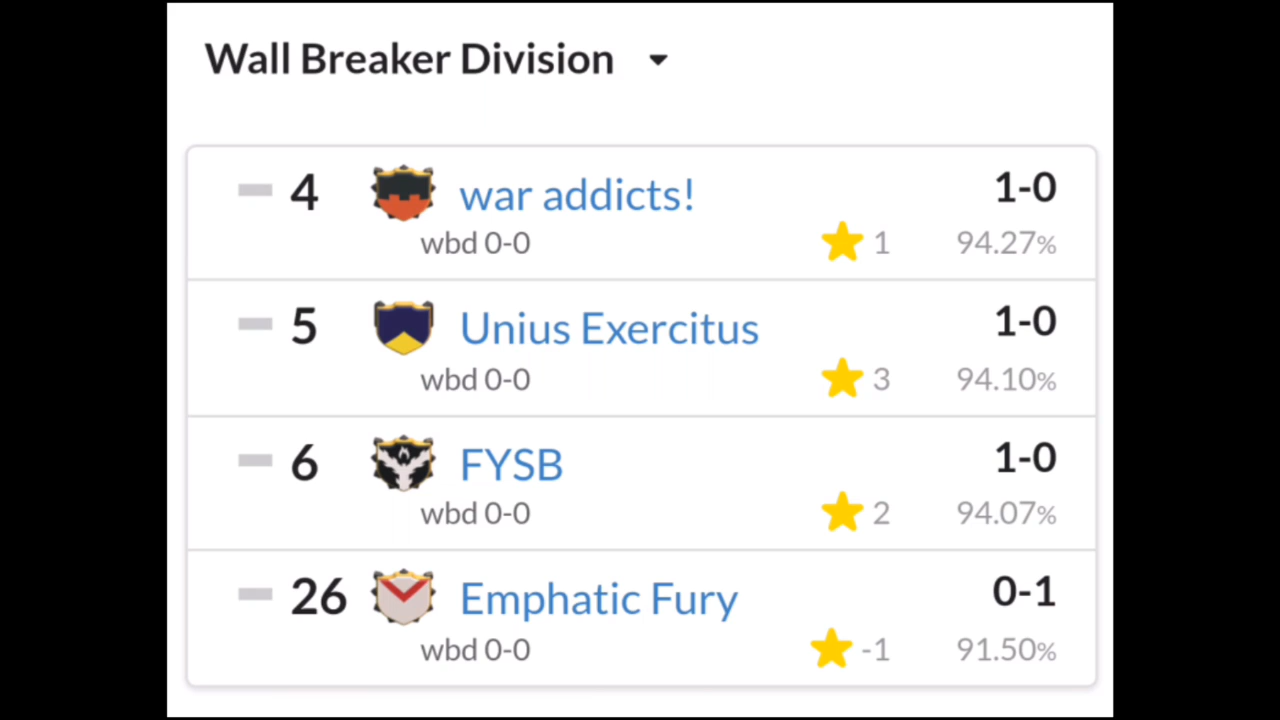 Wall Breaker Division
4 war addicts! 1-0
wbd 0-0 1 94.27%
5 Unius Exercitus 1-0
wbd 0-0 3 94.10%
6 FYSB 1-0
wbd 0-0 2 94.07%
26 Emphatic Fury 0-1
wbd 0-0 -1 91.50%